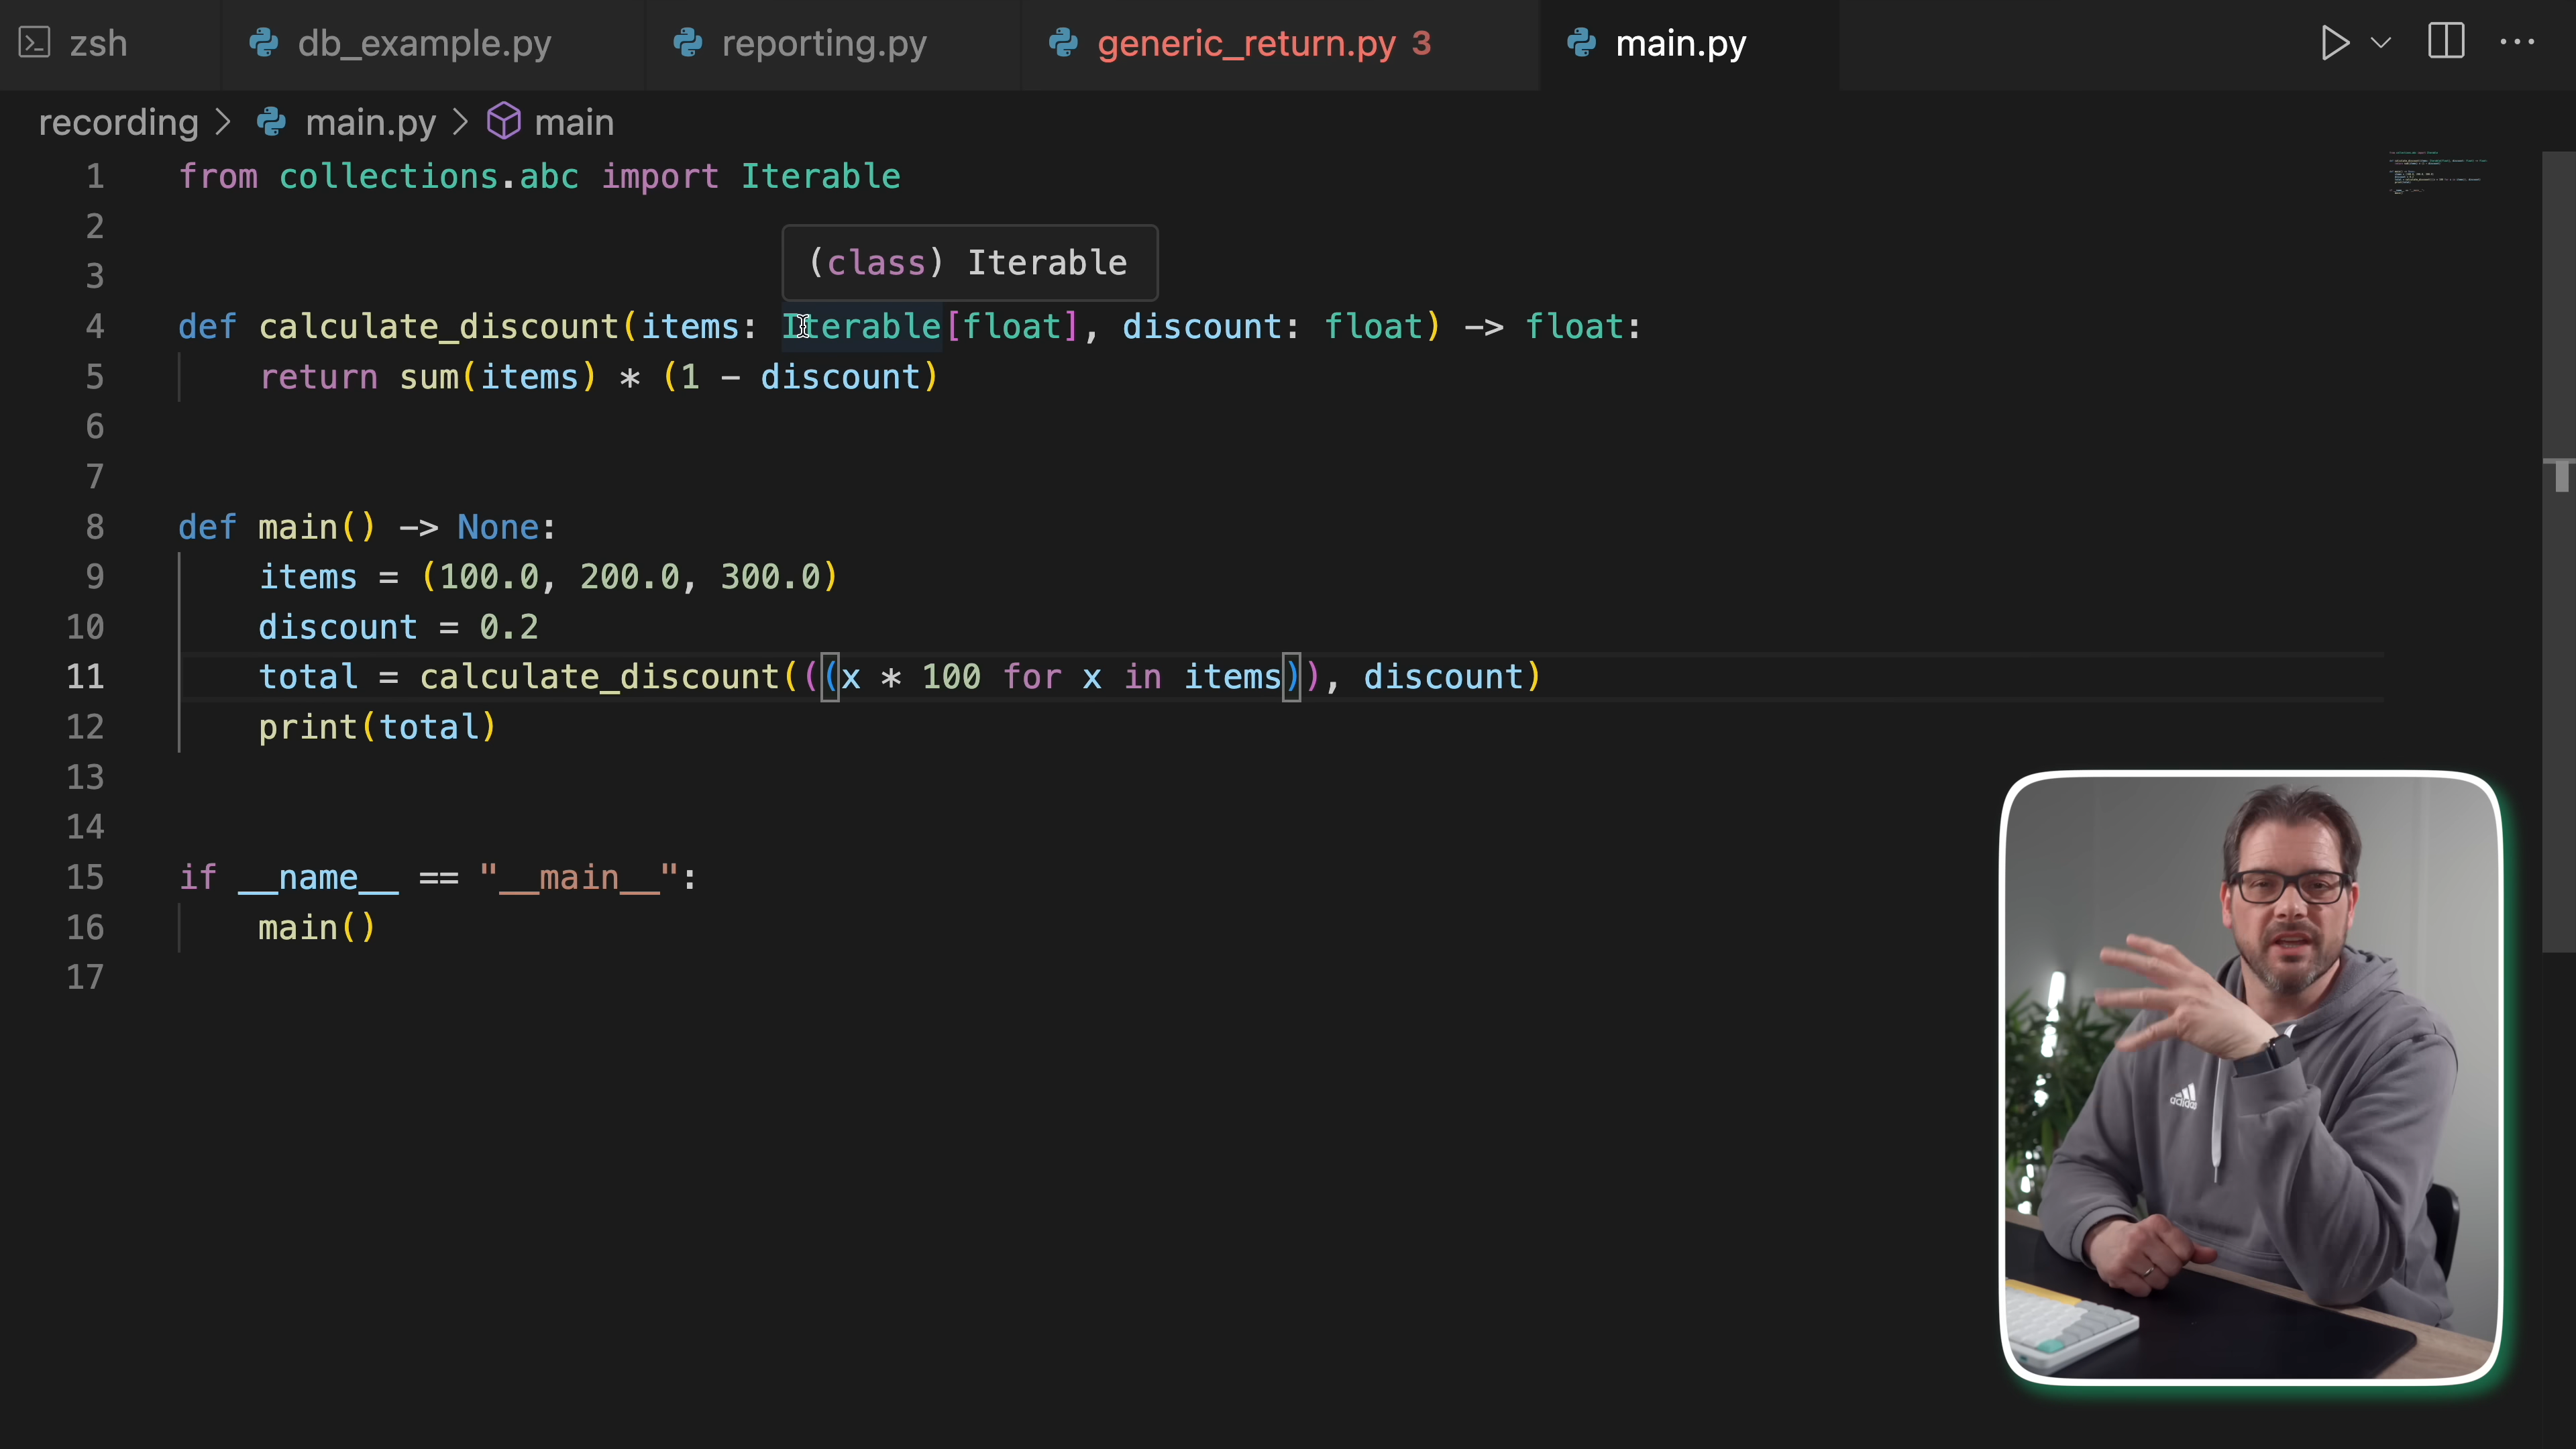 zsh
db_example.py
reporting.py
generic_return.py 3
main.py
recording > main.py > main
1 from collections.abc import Iterable
2
(class) Iterable
3
4 def calculate_discount(items: Iterable[float], discount: float) -> float:
5 return sum(items) * (1 - discount)
6
7
8 def main() -> None:
9 items = (100.0, 200.0, 300.0)
10 discount = 0.2
11 total = calculate_discount(((x * 100 for x in items)), discount)
12 print(total)
13
14
15 if __name__ == "__main__":
16 main()
17
adidas